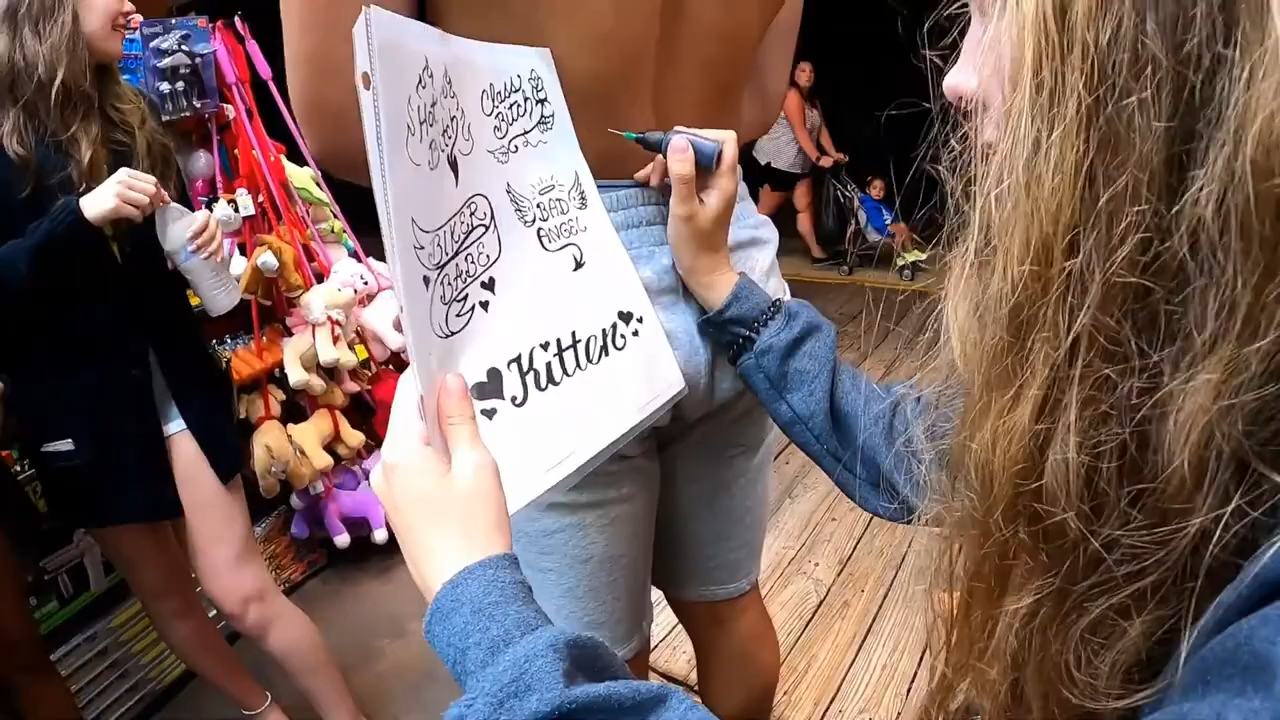 Hot
Bitch
Class
Bitch
BIKER
BABE
BAD
ANGEL
Kitten